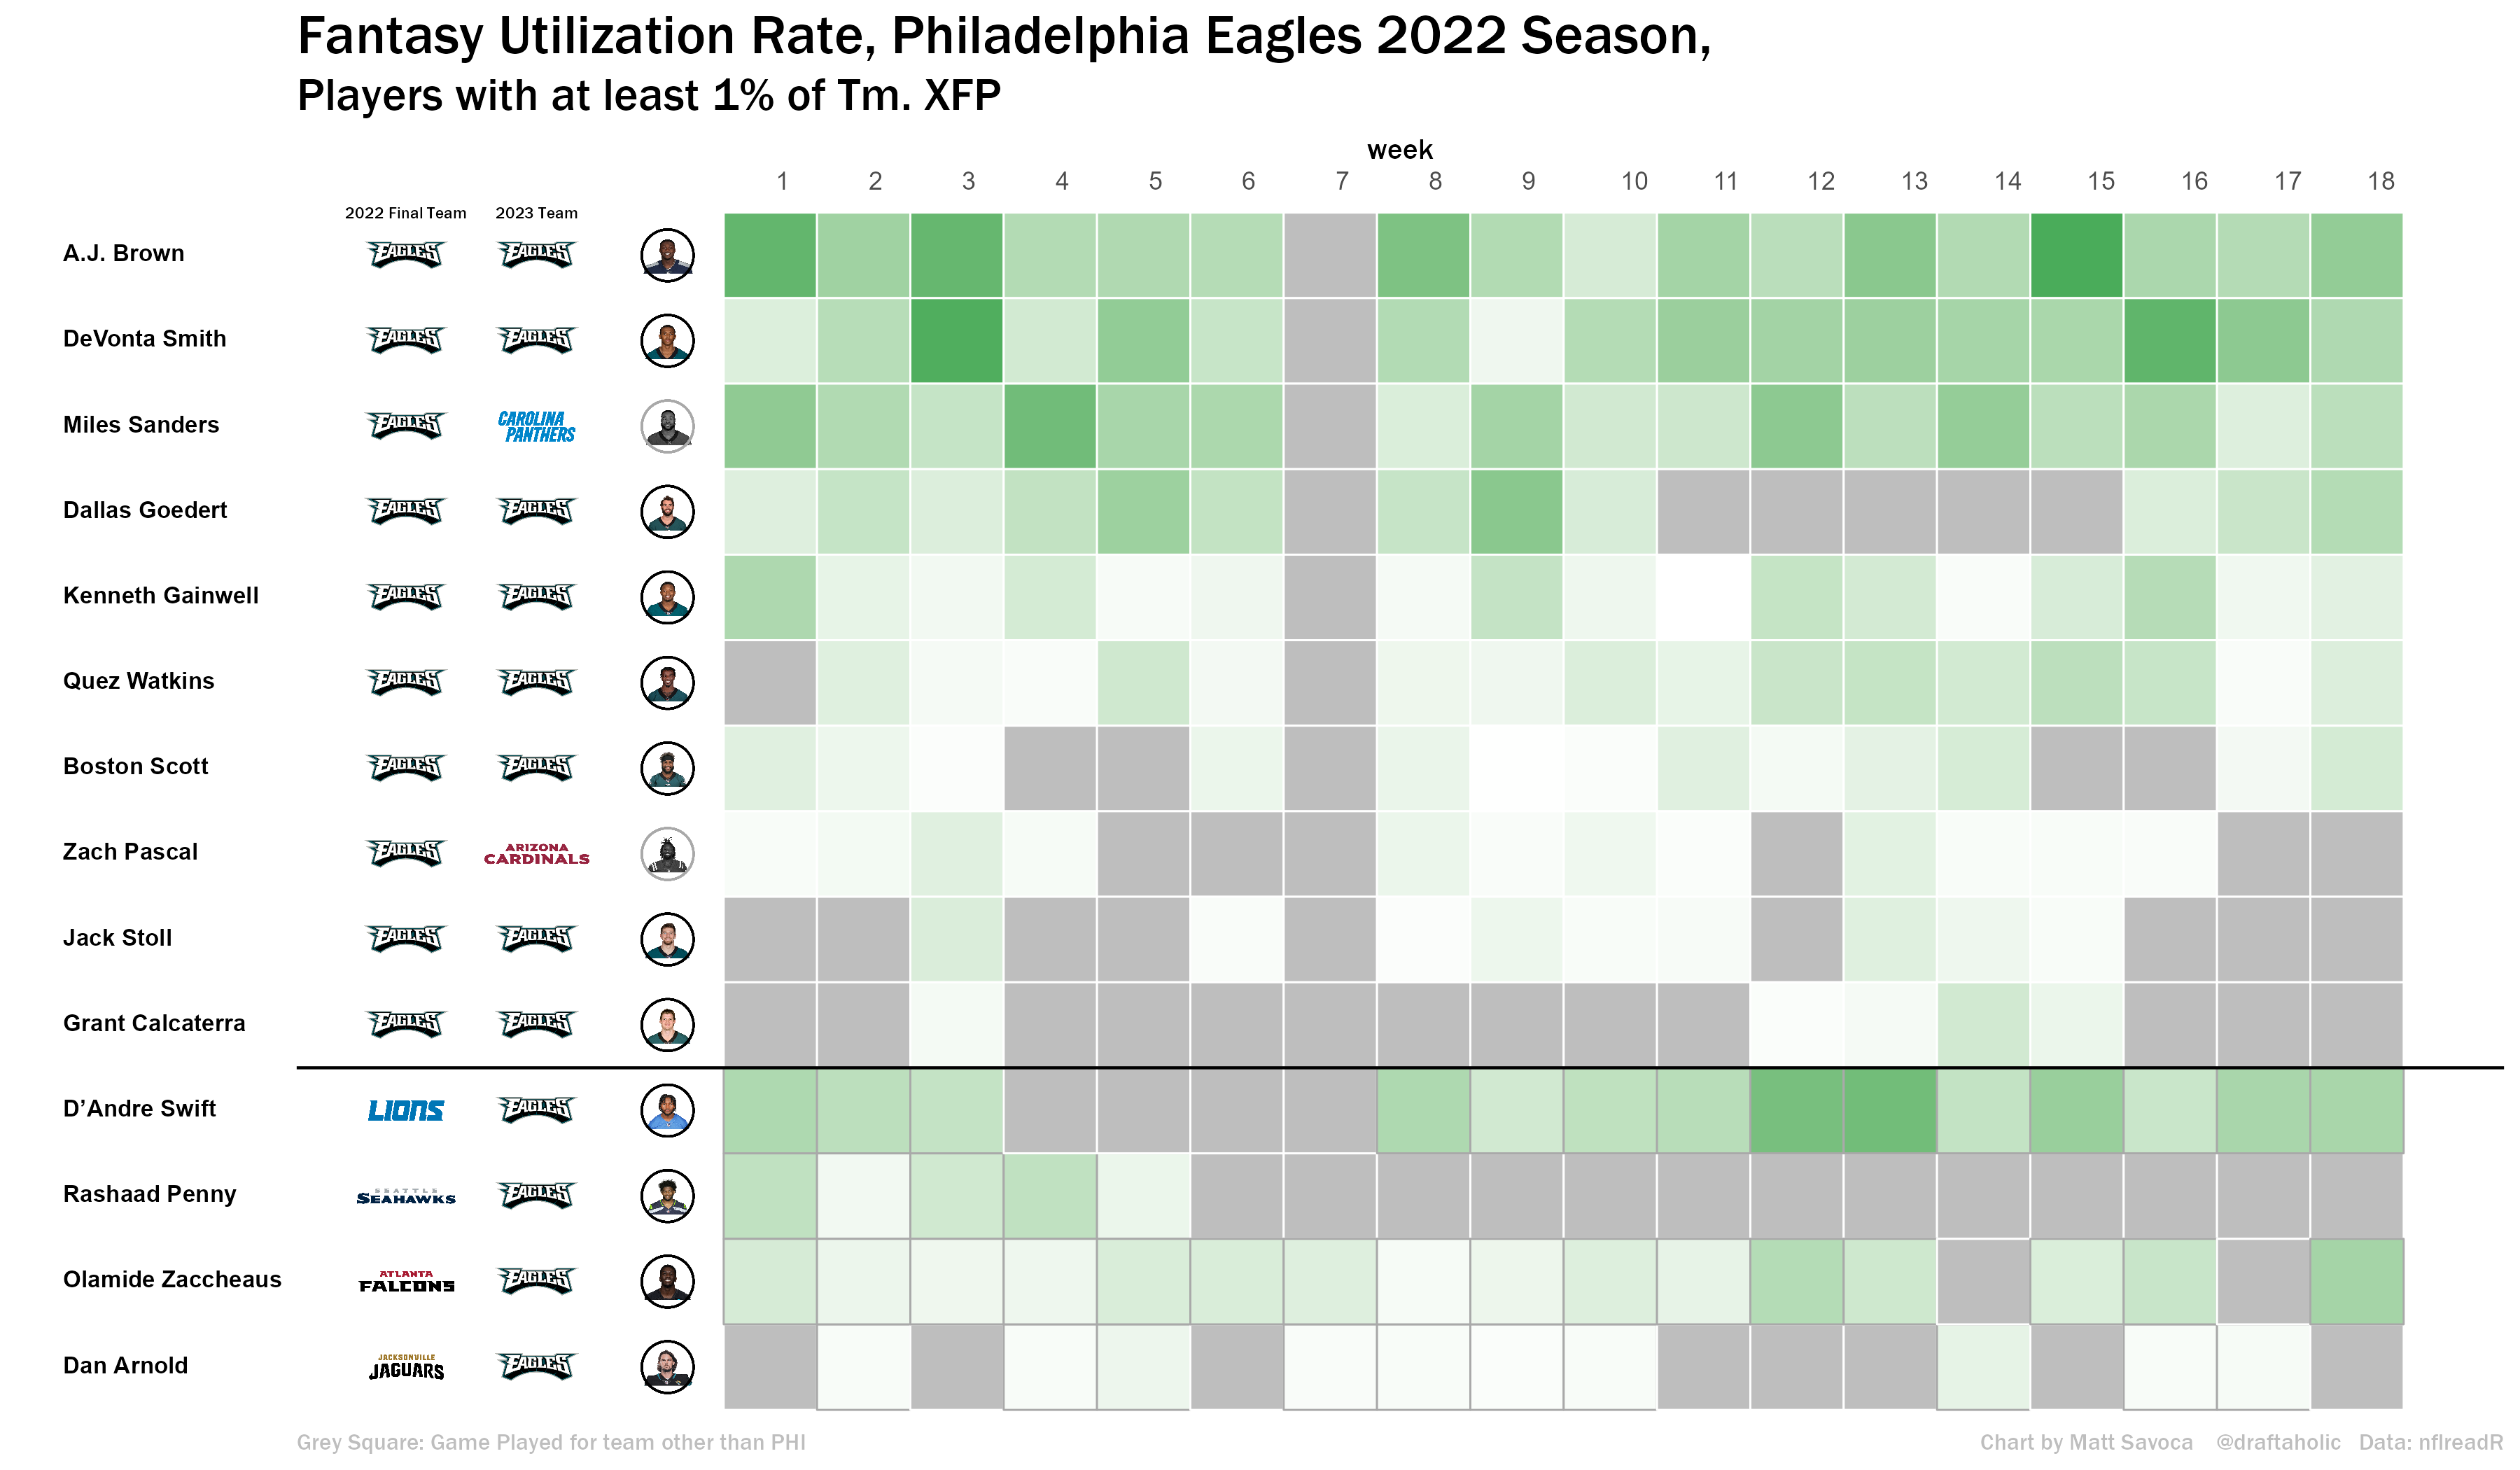 Fantasy Utilization Rate, Philadelphia Eagles 2022 Season,
Players with at least 1% of Tm. XFP
week
1 2 3 4 5 6 7 8 9 10 11 12 13 14 15 16 17 18
2022 Final Team 2023 Team
A.J. Brown EAGLES EAGLES
DeVonta Smith EAGLES EAGLES
Miles Sanders EAGLES CAROLINA PANTHERS
Dallas Goedert EAGLES EAGLES
Kenneth Gainwell EAGLES EAGLES
Quez Watkins EAGLES EAGLES
Boston Scott EAGLES EAGLES
Zach Pascal EAGLES ARIZONA CARDINALS
Jack Stoll EAGLES EAGLES
Grant Calcaterra EAGLES EAGLES
D’Andre Swift LIONS EAGLES
Rashaad Penny SEATTLE SEAHAWKS EAGLES
Olamide Zaccheaus ATLANTA FALCONS EAGLES
Dan Arnold JACKSONVILLE JAGUARS EAGLES
Grey Square: Game Played for team other than PHI
Chart by Matt Savoca @draftaholic Data: nflreadR